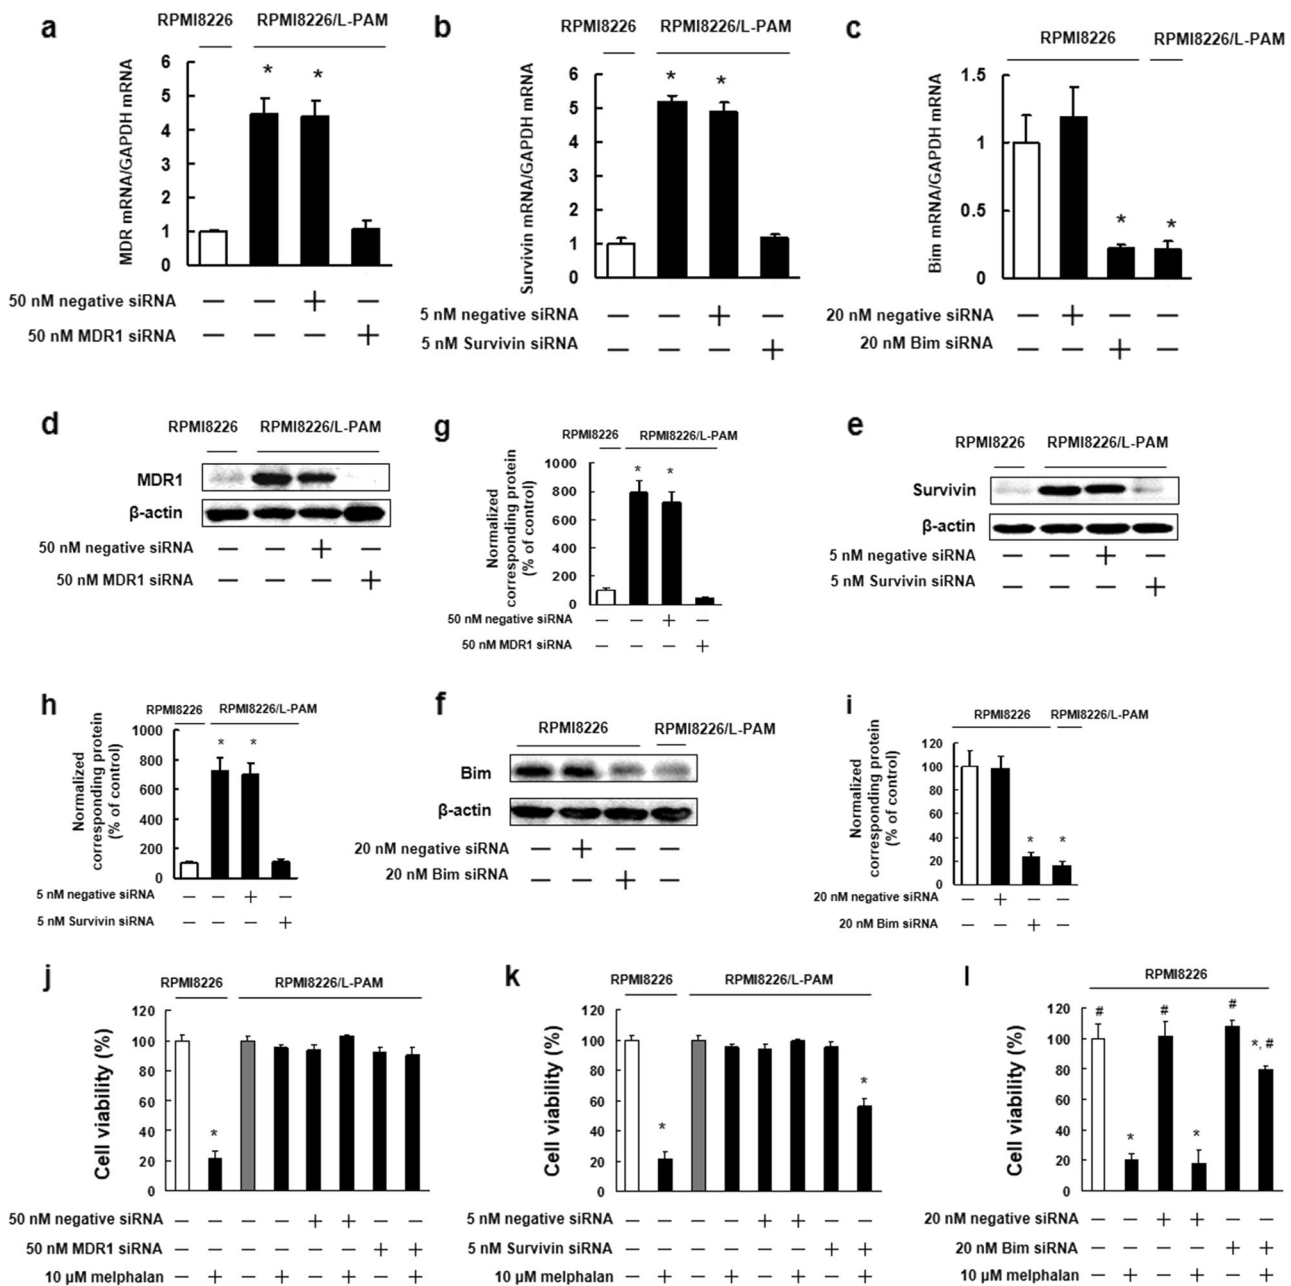 a
RPMI8226 RPMI8226/L-PAM
MDR mRNA/GAPDH mRNA
6
5
4
3
2
1
0
* *
50 nM negative siRNA — — + —
50 nM MDR1 siRNA — — — +
b
RPMI8226 RPMI8226/L-PAM
Survivin mRNA/GAPDH mRNA
6
5
4
3
2
1
0
* *
5 nM negative siRNA — — + —
5 nM Survivin siRNA — — — +
c
RPMI8226 RPMI8226/L-PAM
Bim mRNA/GAPDH mRNA
1.5
1
0.5
0
* *
20 nM negative siRNA — + — —
20 nM Bim siRNA — — + —
d
RPMI8226 RPMI8226/L-PAM
MDR1
β-actin
50 nM negative siRNA — — + —
50 nM MDR1 siRNA — — — +
g
RPMI8226 RPMI8226/L-PAM
Normalized
corresponding protein
(% of control)
1000
800
600
400
200
0
* *
50 nM negative siRNA — — + —
50 nM MDR1 siRNA — — — +
e
RPMI8226 RPMI8226/L-PAM
Survivin
β-actin
5 nM negative siRNA — — + —
5 nM Survivin siRNA — — — +
h
RPMI8226 RPMI8226/L-PAM
Normalized
corresponding protein
(% of control)
1000
800
600
400
200
0
* *
5 nM negative siRNA — — + —
5 nM Survivin siRNA — — — +
f
RPMI8226 RPMI8226/L-PAM
Bim
β-actin
20 nM negative siRNA — + — —
20 nM Bim siRNA — — + —
i
RPMI8226 RPMI8226/L-PAM
Normalized
corresponding protein
(% of control)
120
100
80
60
40
20
0
* *
20 nM negative siRNA — + — —
20 nM Bim siRNA — — + —
j
RPMI8226 RPMI8226/L-PAM
Cell viability (%)
120
100
80
60
40
20
0
*
50 nM negative siRNA — — — — + + — —
50 nM MDR1 siRNA — — — — — — + +
10 µM melphalan — + — + — + — +
k
RPMI8226 RPMI8226/L-PAM
Cell viability (%)
120
100
80
60
40
20
0
* *
5 nM negative siRNA — — — — + + — —
5 nM Survivin siRNA — — — — — — + +
10 µM melphalan — + — + — + — +
l
RPMI8226
Cell viability (%)
120
100
80
60
40
20
0
# * # * # *, #
20 nM negative siRNA — — + + — —
20 nM Bim siRNA — — — — + +
10 µM melphalan — + — + — +